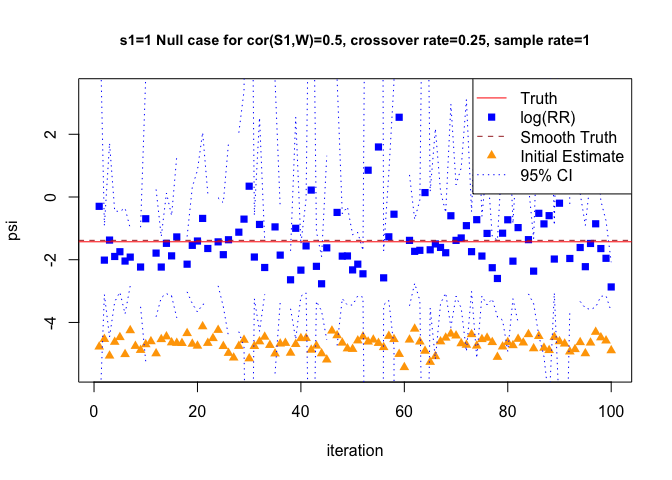 s1=1 Null case for cor(S1,W)=0.5, crossover rate=0.25, sample rate=1
Truth
log(RR)
Smooth Truth
Initial Estimate
95% CI
psi
2
0
-2
-4
0 20 40 60 80 100
iteration